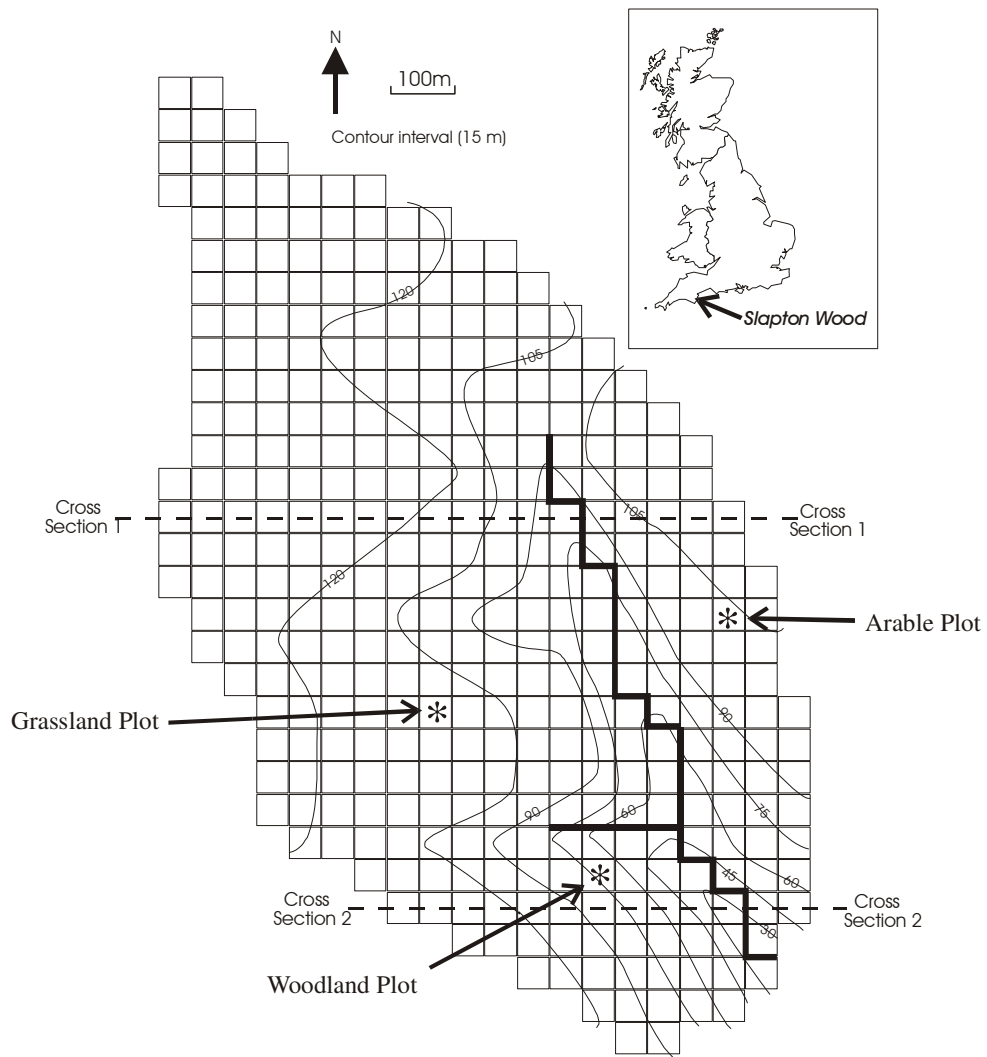 N
100m
Contour interval (15 m)
Slapton Wood
120
105
Cross
Section 1
105
Cross
Section 1
120
Arable Plot
Grassland Plot
90
90
60
75
45
60
Cross
Section 2
Cross
Section 2
30
Woodland Plot